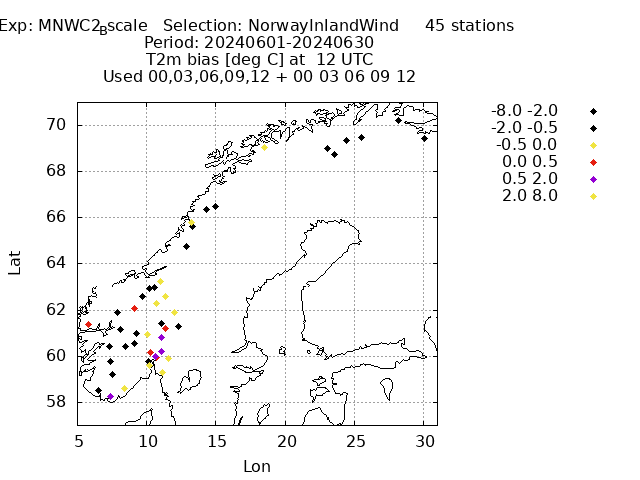 Exp: MNWC2_Bscale   Selection: NorwayInlandWind     45 stations
Period: 20240601-20240630
T2m bias [deg C] at  12 UTC
Used 00,03,06,09,12 + 00 03 06 09 12
-8.0 -2.0
-2.0 -0.5
-0.5 0.0
0.0 0.5
0.5 2.0
2.0 8.0
70
68
66
64
62
60
58
Lat
5 10 15 20 25 30
Lon